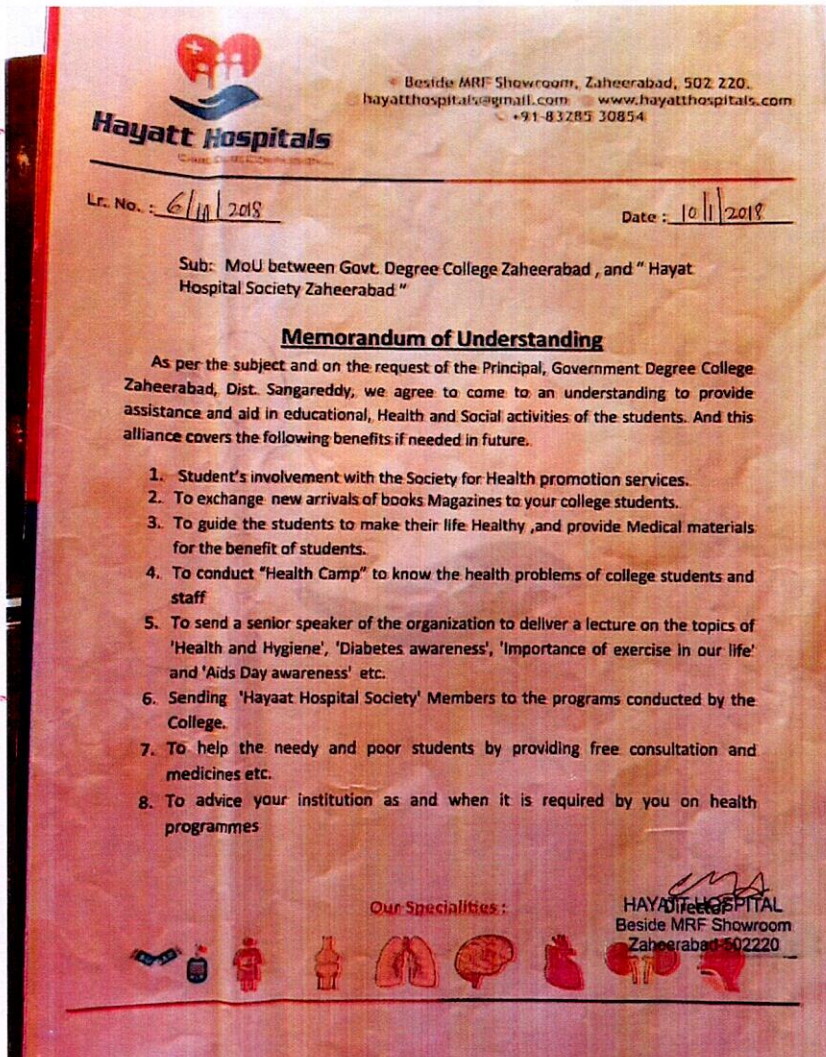 Beside MRF Showroom, Zaheerabad, 502 220.
hayatthospitals@gmail.com www.hayatthospitals.com
+91-83285 30854
Hayatt Hospitals
Lr. No. : 6/ /2018
Date : 10/1/2018
Sub: MoU between Govt. Degree College Zaheerabad , and " Hayat
Hospital Society Zaheerabad "
Memorandum of Understanding
As per the subject and on the request of the Principal, Government Degree College
Zaheerabad, Dist. Sangareddy, we agree to come to an understanding to provide
assistance and aid in educational, Health and Social activities of the students. And this
alliance covers the following benefits if needed in future.
1. Student's involvement with the Society for Health promotion services.
2. To exchange new arrivals of books Magazines to your college students.
3. To guide the students to make their life Healthy ,and provide Medical materials
for the benefit of students.
4. To conduct "Health Camp" to know the health problems of college students and
staff
5. To send a senior speaker of the organization to deliver a lecture on the topics of
'Health and Hygiene', 'Diabetes awareness', 'Importance of exercise in our life'
and 'Aids Day awareness' etc.
6. Sending 'Hayaat Hospital Society' Members to the programs conducted by the
College.
7. To help the needy and poor students by providing free consultation and
medicines etc.
8. To advice your institution as and when it is required by you on health
programmes
Our Specialities :
HAYATT HOSPITAL
Director
Beside MRF Showroom
Zaheerabad-502220